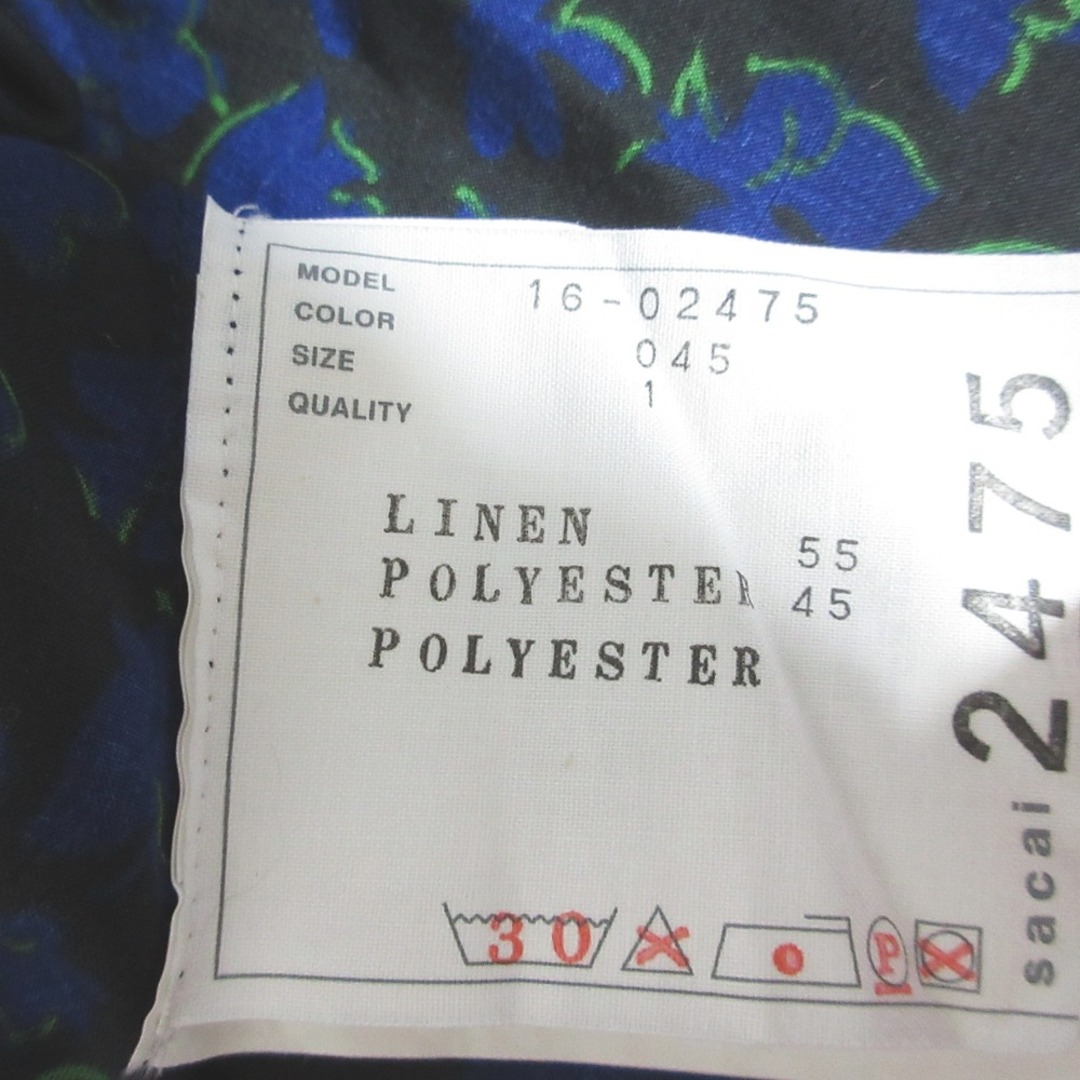 MODEL 16-02475
COLOR 045
SIZE 1
QUALITY
LINEN 55
POLYESTER 45
POLYESTER
30
P
sacai 2475